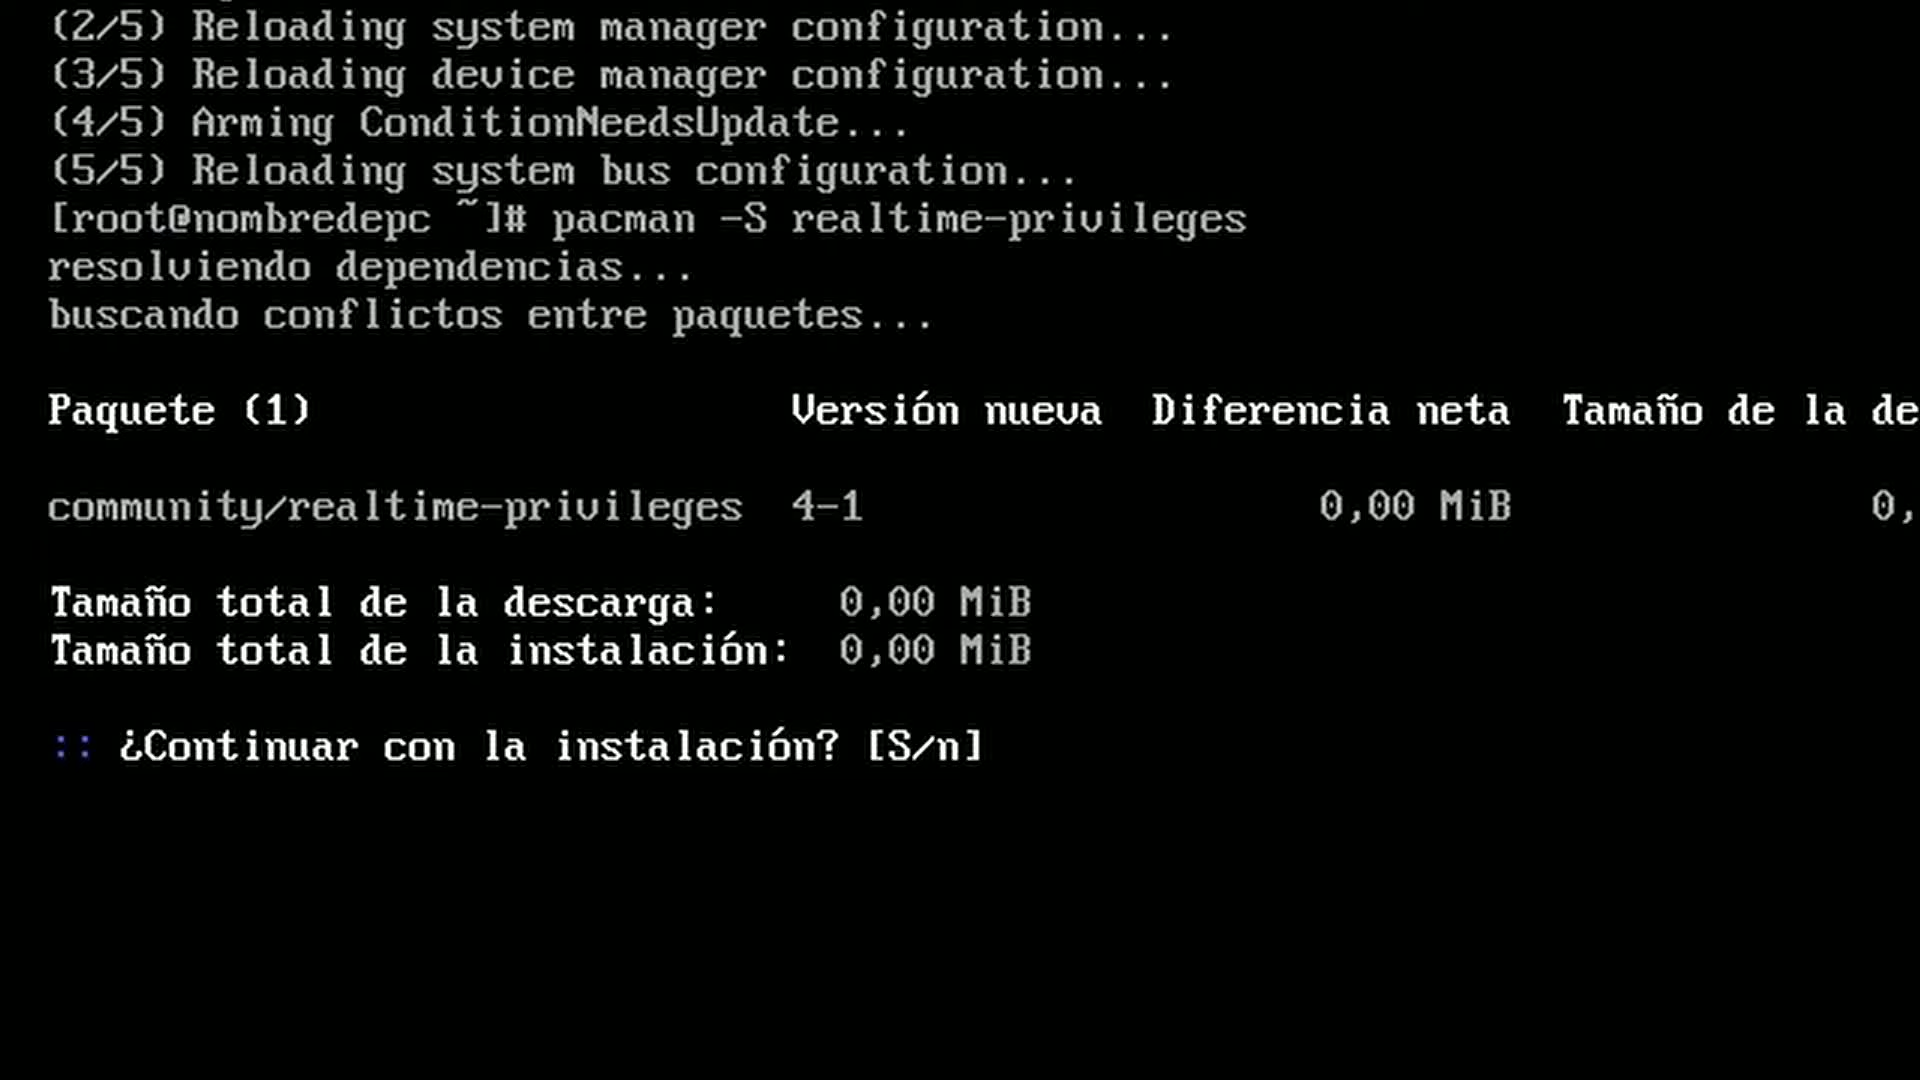 (2/5) Reloading system manager configuration...
(3/5) Reloading device manager configuration...
(4/5) Arming ConditionNeedsUpdate...
(5/5) Reloading system bus configuration...
[root@nombredepc ~]# pacman -S realtime-privileges
resolviendo dependencias...
buscando conflictos entre paquetes...
Paquete (1) Versión nueva Diferencia neta Tamaño de la de
community/realtime-privileges 4-1 0,00 MiB 0,
Tamaño total de la descarga: 0,00 MiB
Tamaño total de la instalación: 0,00 MiB
:: ¿Continuar con la instalación? [S/n]